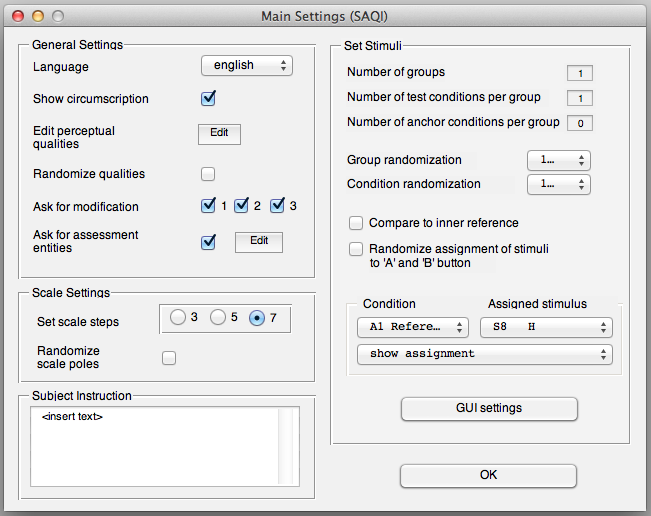 Main Settings (SAQI)
General Settings
Language
english
Show circumscription
Edit perceptual
qualities
Edit
Randomize qualities
Ask for modification
1 2 3
Ask for assessment
entities
Edit
Scale Settings
Set scale steps
3 5 7
Randomize
scale poles
Subject Instruction
<insert text>
Set Stimuli
Number of groups
1
Number of test conditions per group
1
Number of anchor conditions per group
0
Group randomization
1...
Condition randomization
1...
Compare to inner reference
Randomize assignment of stimuli
to 'A' and 'B' button
Condition Assigned stimulus
A1 Refere... S8 H
show assignment
GUI settings
OK